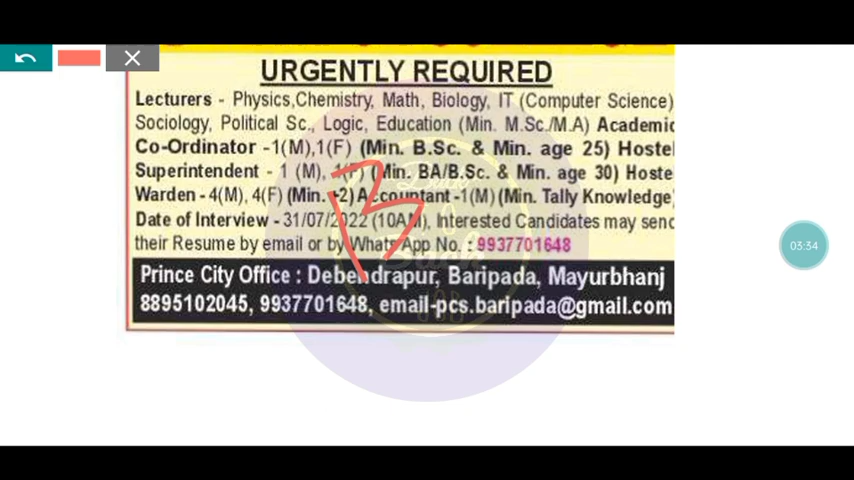 URGENTLY REQUIRED
Lecturers - Physics,Chemistry, Math, Biology, IT (Computer Science)
Sociology, Political Sc., Logic, Education (Min. M.Sc./M.A) Academic
Co-Ordinator -1(M),1(F) (Min. B.Sc. & Min. age 25) Hostel
Superintendent - 1 (M), 1(F) (Min. BA/B.Sc. & Min. age 30) Hoste
Warden - 4(M), 4(F) (Min. +2) Accountant -1(M) (Min. Tally Knowledge)
Date of Interview - 31/07/2022 (10AM), Interested Candidates may send
their Resume by email or by Whats App No. : 9937701648
Prince City Office : Debendrapur, Baripada, Mayurbhanj
8895102045, 9937701648, email-pcs.baripada@gmail.com
03:34